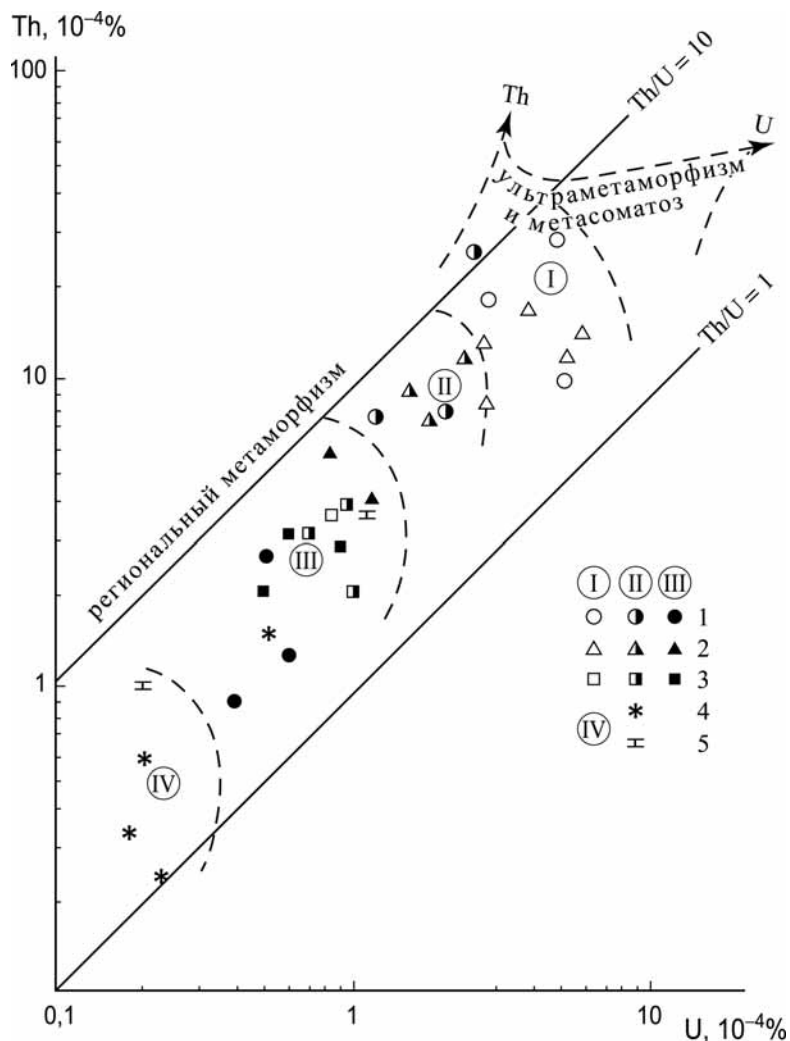 Th, 10⁻⁴%
100
10
1
0,1
1
10
U, 10⁻⁴%
Th
U
Th/U = 10
Th/U = 1
ультраметаморфизм
и метасоматоз
региональный метаморфизм
I
II
III
IV
I II III
1
2
3
IV 4
5